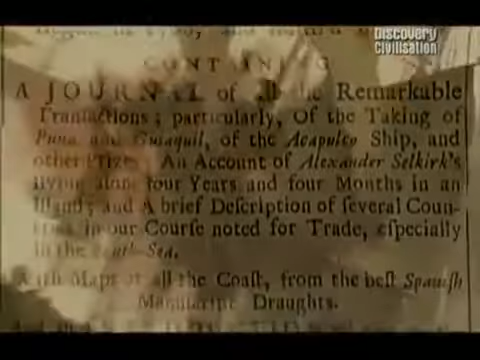 Discovery
Civilisation
CONTAINING
A JOURNAL of all the Remarkable
Tranſactions; particularly, Of the Taking of
Puna and Guiaquil, of the Acapulco Ship, and
other Prizes; An Account of Alexander Selkirk's
living alone four Years and four Months in an
Iſland; and A brief Deſcription of ſeveral Coun-
tries in our Courſe noted for Trade, eſpecially
in the South-Sea.
With Maps of all the Coaſt, from the beſt Spaniſh
Manuſcript Draughts.